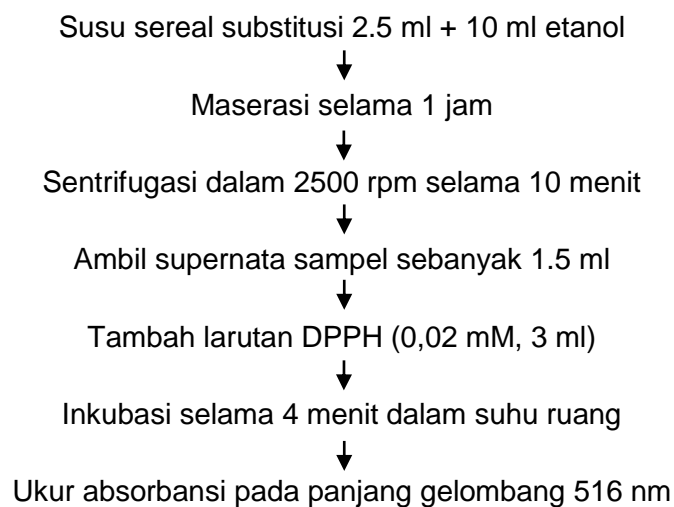 Susu sereal substitusi 2.5 ml + 10 ml etanol
Maserasi selama 1 jam
Sentrifugasi dalam 2500 rpm selama 10 menit
Ambil supernata sampel sebanyak 1.5 ml
Tambah larutan DPPH (0,02 mM, 3 ml)
Inkubasi selama 4 menit dalam suhu ruang
Ukur absorbansi pada panjang gelombang 516 nm